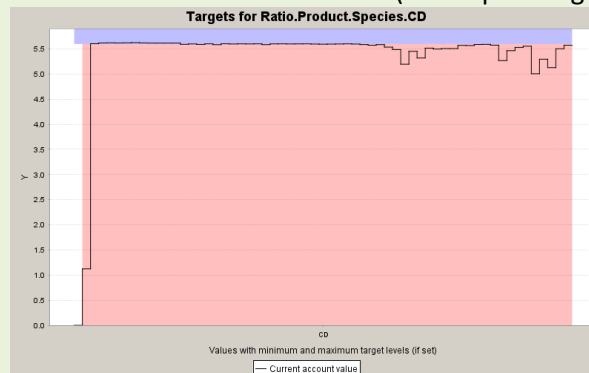 Targets for Ratio.Product.Species.CD
5.5
5.0
4.5
4.0
3.5
3.0
2.5
2.0
1.5
1.0
0.5
0.0
Y
CD
Values with minimum and maximum target levels (if set)
Current account value